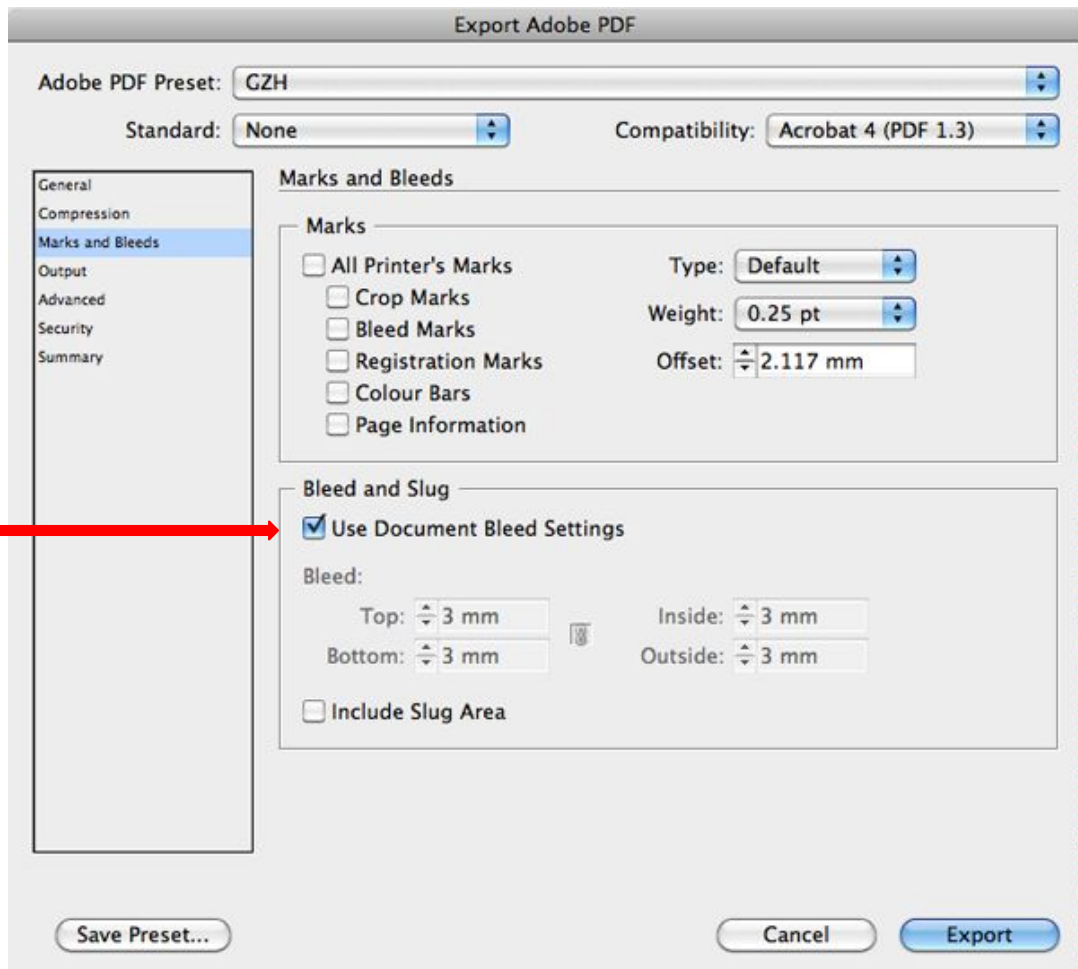 Export Adobe PDF
Adobe PDF Preset: GZH
Standard: None Compatibility: Acrobat 4 (PDF 1.3)
General
Compression
Marks and Bleeds
Output
Advanced
Security
Summary
Marks and Bleeds
Marks
All Printer's Marks Type: Default
Crop Marks
Weight: 0.25 pt
Bleed Marks
Registration Marks Offset: 2.117 mm
Colour Bars
Page Information
Bleed and Slug
Use Document Bleed Settings
Bleed:
Top: 3 mm Inside: 3 mm
Bottom: 3 mm Outside: 3 mm
Include Slug Area
Save Preset... Cancel Export